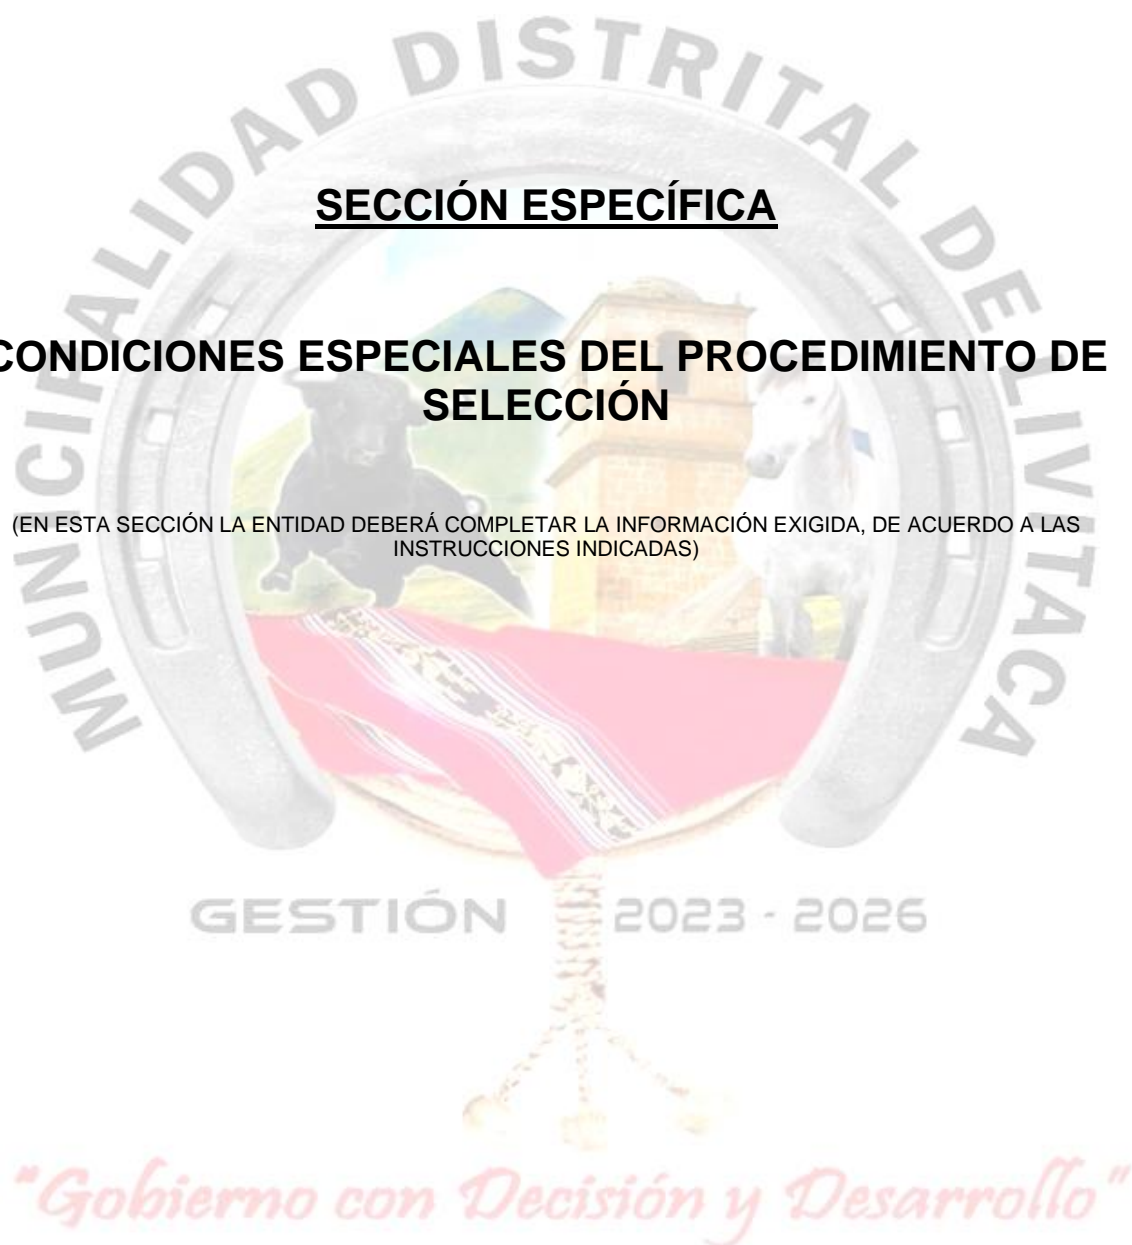 MUNICIPALIDAD DISTRITAL DE LIVITACA
SECCIÓN ESPECÍFICA
CONDICIONES ESPECIALES DEL PROCEDIMIENTO DE
SELECCIÓN
(EN ESTA SECCIÓN LA ENTIDAD DEBERÁ COMPLETAR LA INFORMACIÓN EXIGIDA, DE ACUERDO A LAS
INSTRUCCIONES INDICADAS)
GESTIÓN 2023 - 2026
"Gobierno con Decisión y Desarrollo"